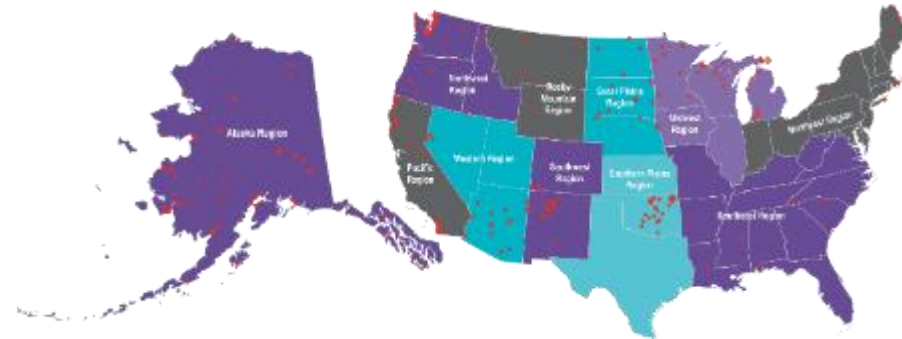 Alaska Region
Northwest
Region
Rocky
Mountain
Region
Great Plains
Region
Midwest
Region
Northeast Region
Pacific
Region
Western Region
Southwest
Region
Southern Plains
Region
Southeast Region